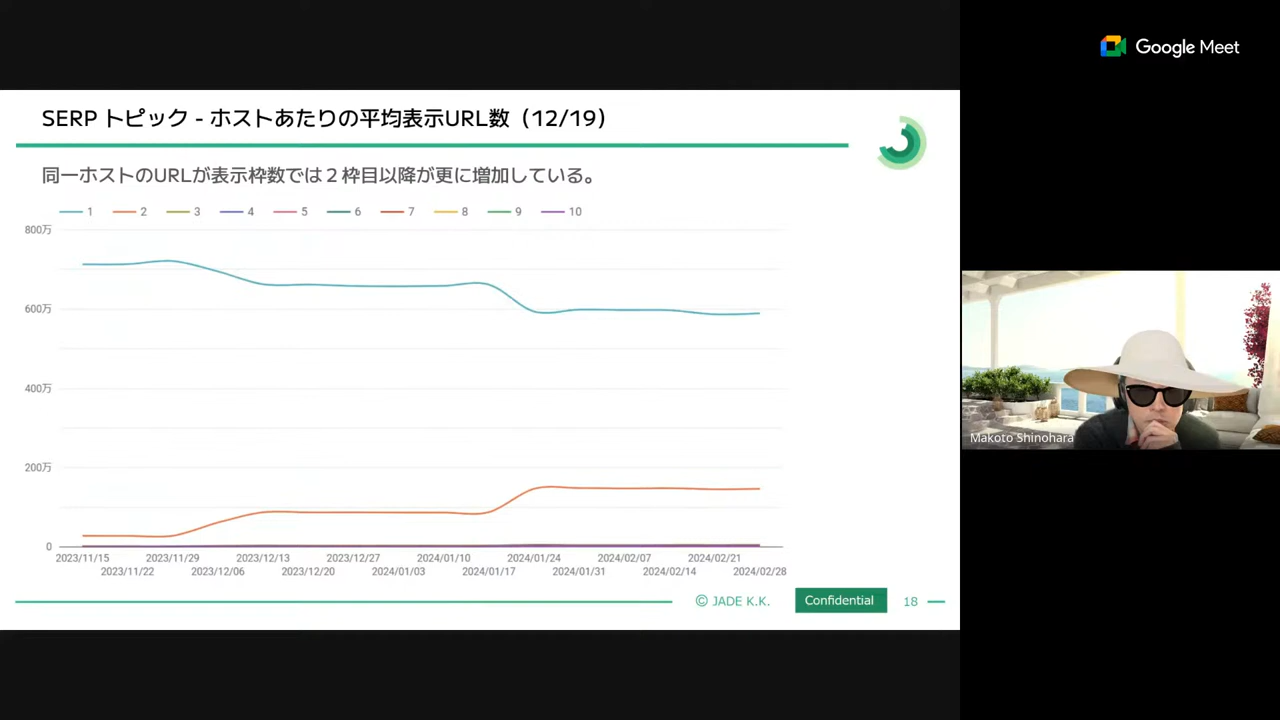 Google Meet
SERP トピック - ホストあたりの平均表示URL数（12/19）
同一ホストのURLが表示枠数では２枠目以降が更に増加している。
1 2 3 4 5 6 7 8 9 10
800万
600万
400万
200万
0
2023/11/15 2023/11/29 2023/12/13 2023/12/27 2024/01/10 2024/01/24 2024/02/07 2024/02/21
2023/11/22 2023/12/06 2023/12/20 2024/01/03 2024/01/17 2024/01/31 2024/02/14 2024/02/28
© JADE K.K. Confidential 18
Makoto Shinohara